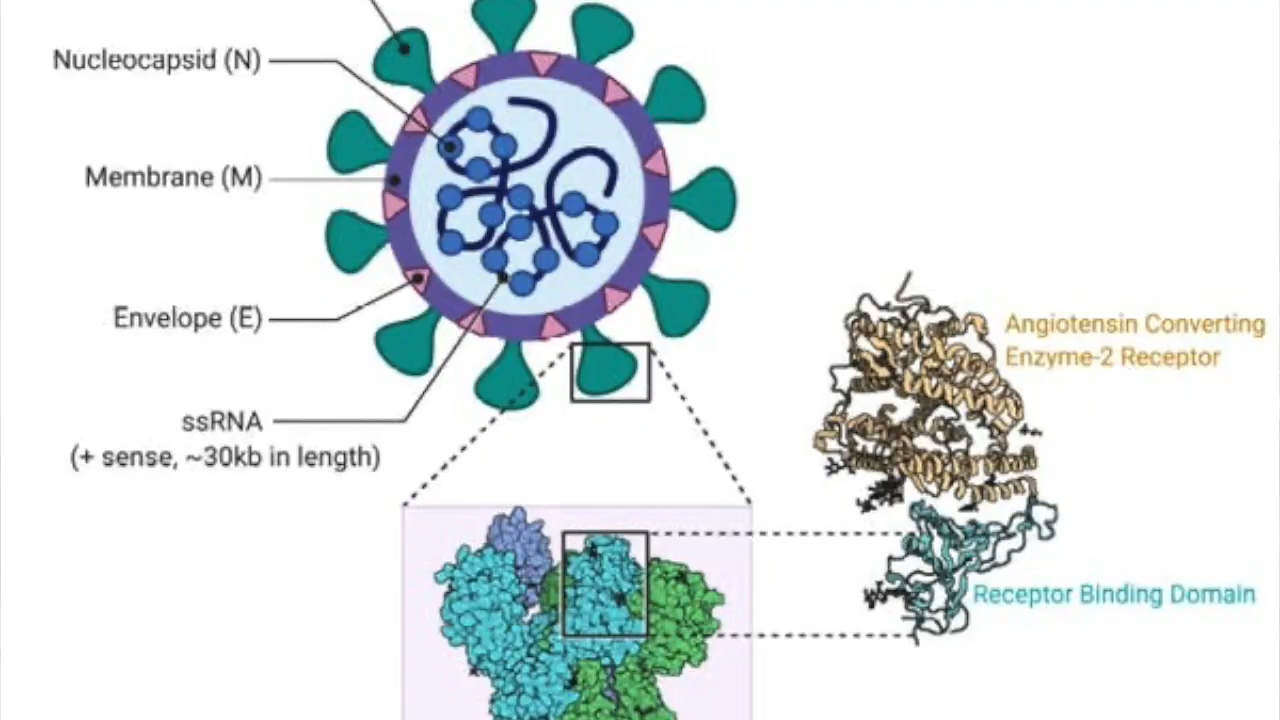 Nucleocapsid (N)
Membrane (M)
Envelope (E)
ssRNA
(+ sense, ~30kb in length)
Angiotensin Converting
Enzyme-2 Receptor
Receptor Binding Domain